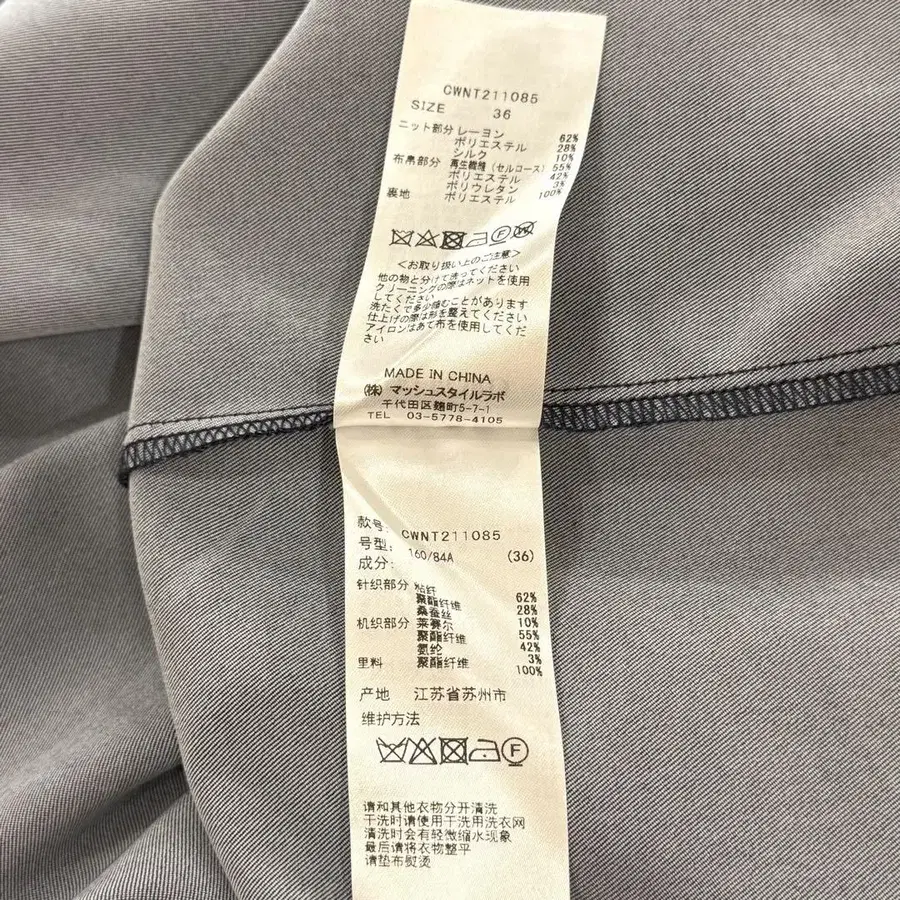 CWNT211085
SIZE 36
ニット部分 レーヨン 62%
ポリエステル 28%
シルク 10%
布帛部分 再生繊維(セルロース) 55%
ポリエステル 42%
ポリウレタン 3%
裏地 ポリエステル 100%
<お取り扱い上のご注意>
他の物と分けて洗ってください
クリーニングの際はネットを使用
してください
洗たくで多少縮むことがあります
仕上げの際は形を整えてください
アイロンはあて布を使用してくだ
さい
MADE IN CHINA
(株) マッシュスタイルラボ
千代田区麹町5-7-1
TEL 03-5778-4105
款号: CWNT211085
号型: 160/84A (36)
成分:
针织部分 粘纤 62%
聚酯纤维 28%
桑蚕丝 10%
机织部分 莱赛尔 55%
聚酯纤维 42%
氨纶 3%
里料 聚酯纤维 100%
产地 江苏省苏州市
维护方法
F
请和其他衣物分开清洗
干洗时请使用干洗用洗衣网
清洗时会有轻微缩水现象
最后请将衣物整平
请垫布熨烫